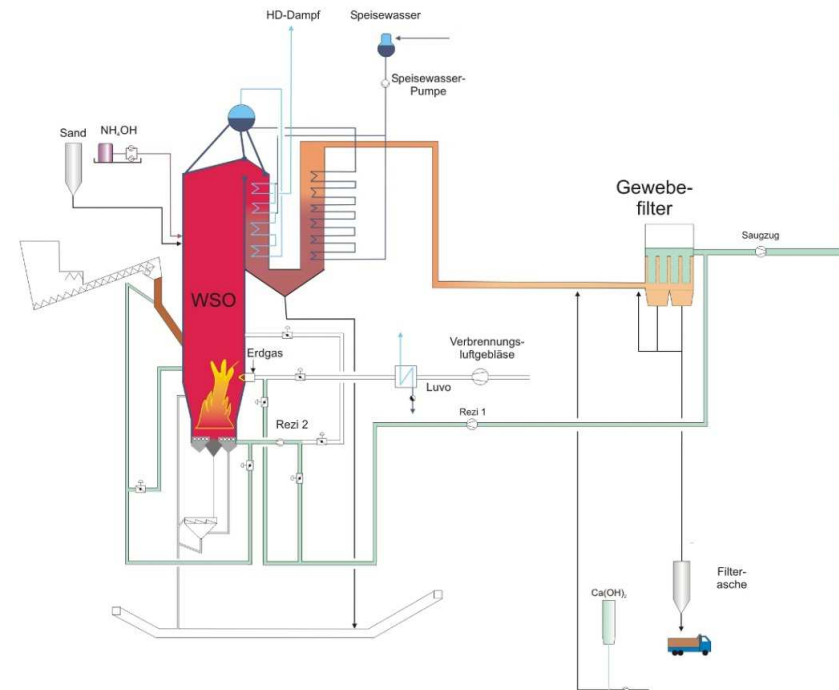 HD-Dampf
Speisewasser
Speisewasser-
Pumpe
Sand
NH₄OH
Gewebe-
filter
Saugzug
WSO
Erdgas
Verbrennungs-
luftgebläse
Luvo
Rezi 2
Rezi 1
Filter-
asche
Ca(OH)₂